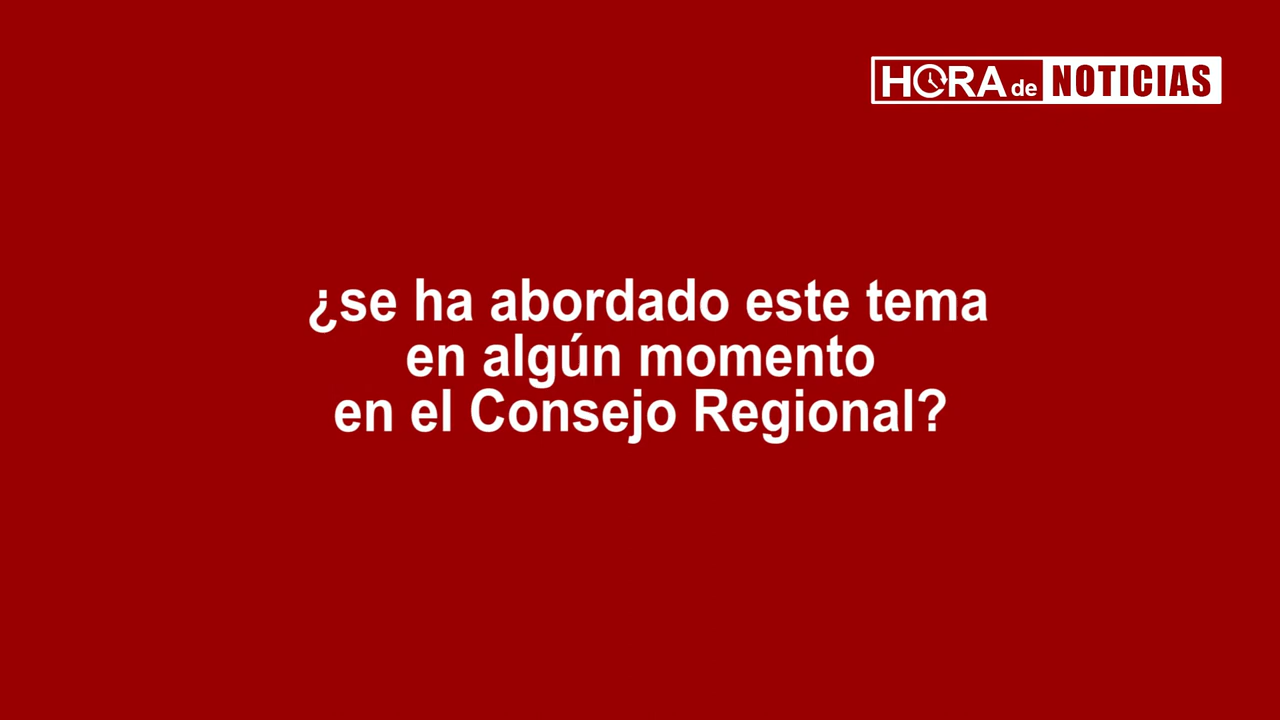 HORA de NOTICIAS
¿se ha abordado este tema
en algún momento
en el Consejo Regional?